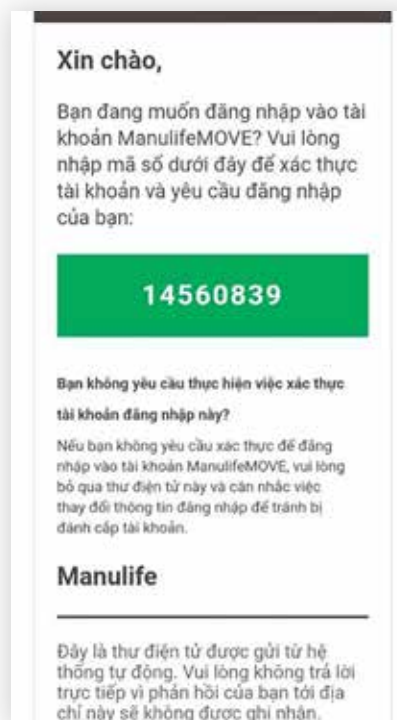 Xin chào,
Bạn đang muốn đăng nhập vào tài
khoản ManulifeMOVE? Vui lòng
nhập mã số dưới đây để xác thực
tài khoản và yêu cầu đăng nhập
của bạn:
14560839
Bạn không yêu cầu thực hiện việc xác thực
tài khoản đăng nhập này?
Nếu bạn không yêu cầu xác thực để đăng
nhập vào tài khoản ManulifeMOVE, vui lòng
bỏ qua thư điện tử này và cân nhắc việc
thay đổi thông tin đăng nhập để tránh bị
đánh cắp tài khoản.
Manulife
Đây là thư điện tử được gửi từ hệ
thống tự động. Vui lòng không trả lời
trực tiếp vì phản hồi của bạn tới địa
chỉ này sẽ không được ghi nhận.